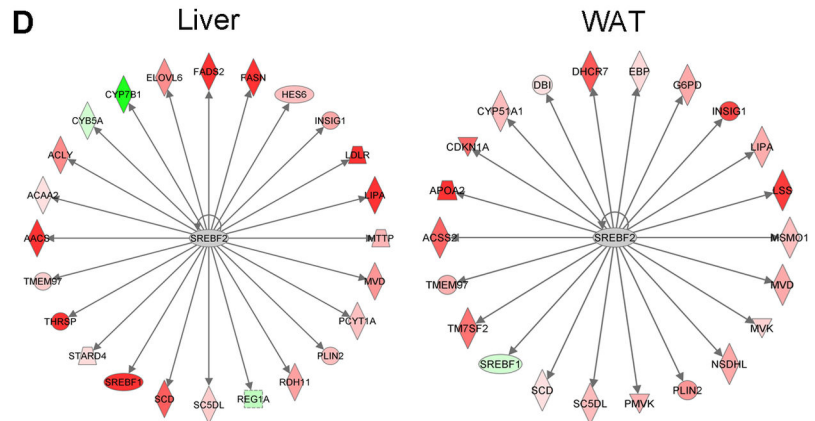 D
Liver
WAT
FADS2
FASN
HES6
INSIG1
LDLR
LIPA
MTTP
MVD
PCYT1A
PLIN2
RDH11
REG1A
SC5DL
SCD
SREBF1
STARD4
THRSP
TMEM97
AACS
ACAA2
ACLY
CYB5A
CYP7B1
ELOVL6
SREBF2
DHCR7
EBP
G6PD
INSIG1
LIPA
LSS
MSMO1
MVD
MVK
NSDHL
PLIN2
PMVK
SC5DL
SCD
SREBF1
TM7SF2
TMEM97
ACSS2
APOA2
CDKN1A
CYP51A1
DBI
SREBF2